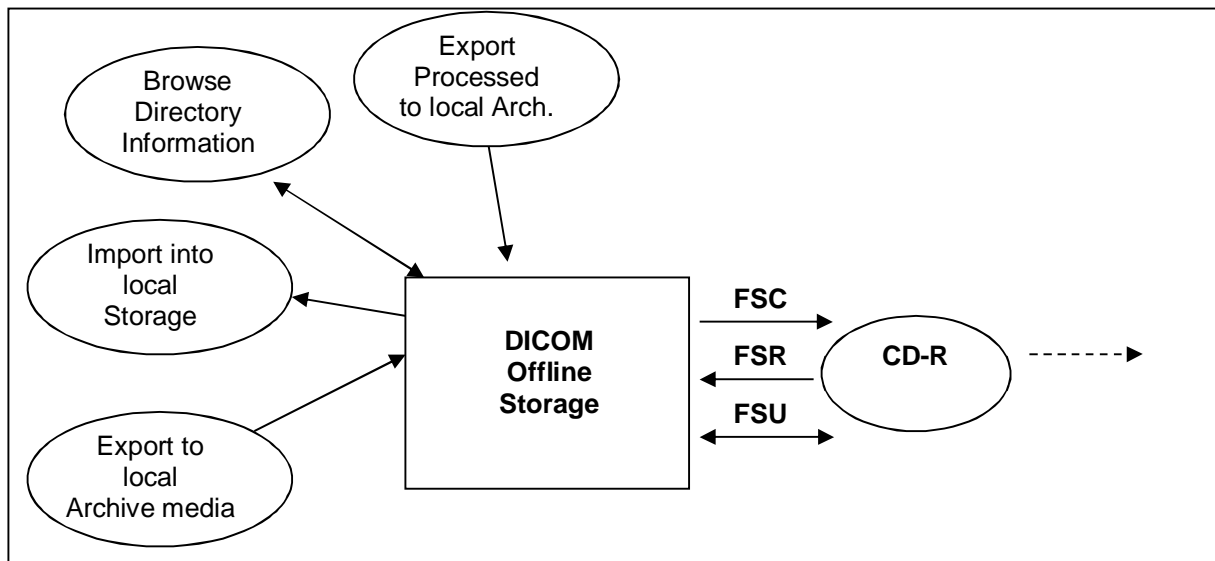 Export
Processed
to local Arch.
Browse
Directory
Information
Import into
local
Storage
Export to
local
Archive media
DICOM
Offline
Storage
FSC
FSR
FSU
CD-R